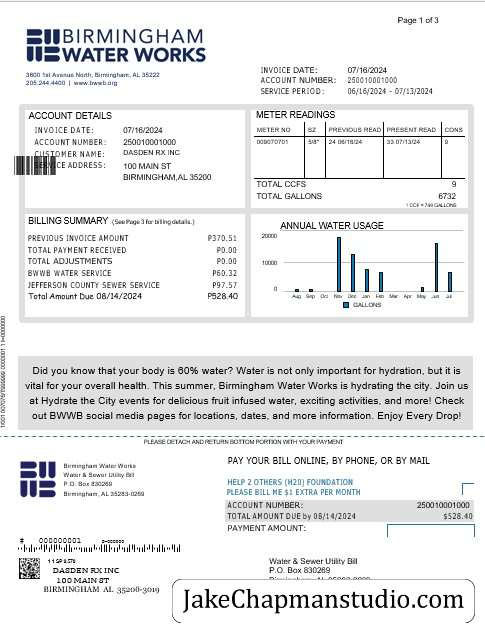 Page 1 of 3
BIRMINGHAM
WATER WORKS
3600 1st Avenue North, Birmingham, AL 35222
205.244.4400 | www.bwwb.org
INVOICE DATE: 07/16/2024
ACCOUNT NUMBER: 250010001000
SERVICE PERIOD: 06/16/2024 - 07/13/2024
ACCOUNT DETAILS
INVOICE DATE: 07/16/2024
ACCOUNT NUMBER: 250010001000
CUSTOMER NAME: DASDEN RX INC
SERVICE ADDRESS: 100 MAIN ST
BIRMINGHAM,AL 35200
METER READINGS
METER NO SZ PREVIOUS READ PRESENT READ CONS
009070701 5/8" 24 06/16/24 33 07/13/24 9
TOTAL CCFS 9
TOTAL GALLONS 6732
1 CCF = 748 GALLONS
BILLING SUMMARY (See Page 3 for billing details.)
PREVIOUS INVOICE AMOUNT ₱370.51
TOTAL PAYMENT RECEIVED ₱0.00
TOTAL ADJUSTMENTS ₱0.00
BWWB WATER SERVICE ₱60.32
JEFFERSON COUNTY SEWER SERVICE ₱97.57
Total Amount Due 08/14/2024 ₱528.40
ANNUAL WATER USAGE
20000
10000
0
Aug Sep Oct Nov Dec Jan Feb Mar Apr May Jun Jul
GALLONS
Did you know that your body is 60% water? Water is not only important for hydration, but it is
vital for your overall health. This summer, Birmingham Water Works is hydrating the city. Join us
at Hydrate the City events for delicious fruit infused water, exciting activities, and more! Check
out BWWB social media pages for locations, dates, and more information. Enjoy Every Drop!
PLEASE DETACH AND RETURN BOTTOM PORTION WITH YOUR PAYMENT
Birmingham Water Works
Water & Sewer Utility Bill
P.O. Box 830269
Birmingham, AL 35283-0269
PAY YOUR BILL ONLINE, BY PHONE, OR BY MAIL
HELP 2 OTHERS (H20) FOUNDATION
PLEASE BILL ME $1 EXTRA PER MONTH
ACCOUNT NUMBER: 250010001000
TOTAL AMOUNT DUE by 08/14/2024 $528.40
PAYMENT AMOUNT:
# 0000000001
DASDEN RX INC
100 MAIN ST
BIRMINGHAM AL 35206-3019
Water & Sewer Utility Bill
P.O. Box 830269
JakeChapmanstudio.com